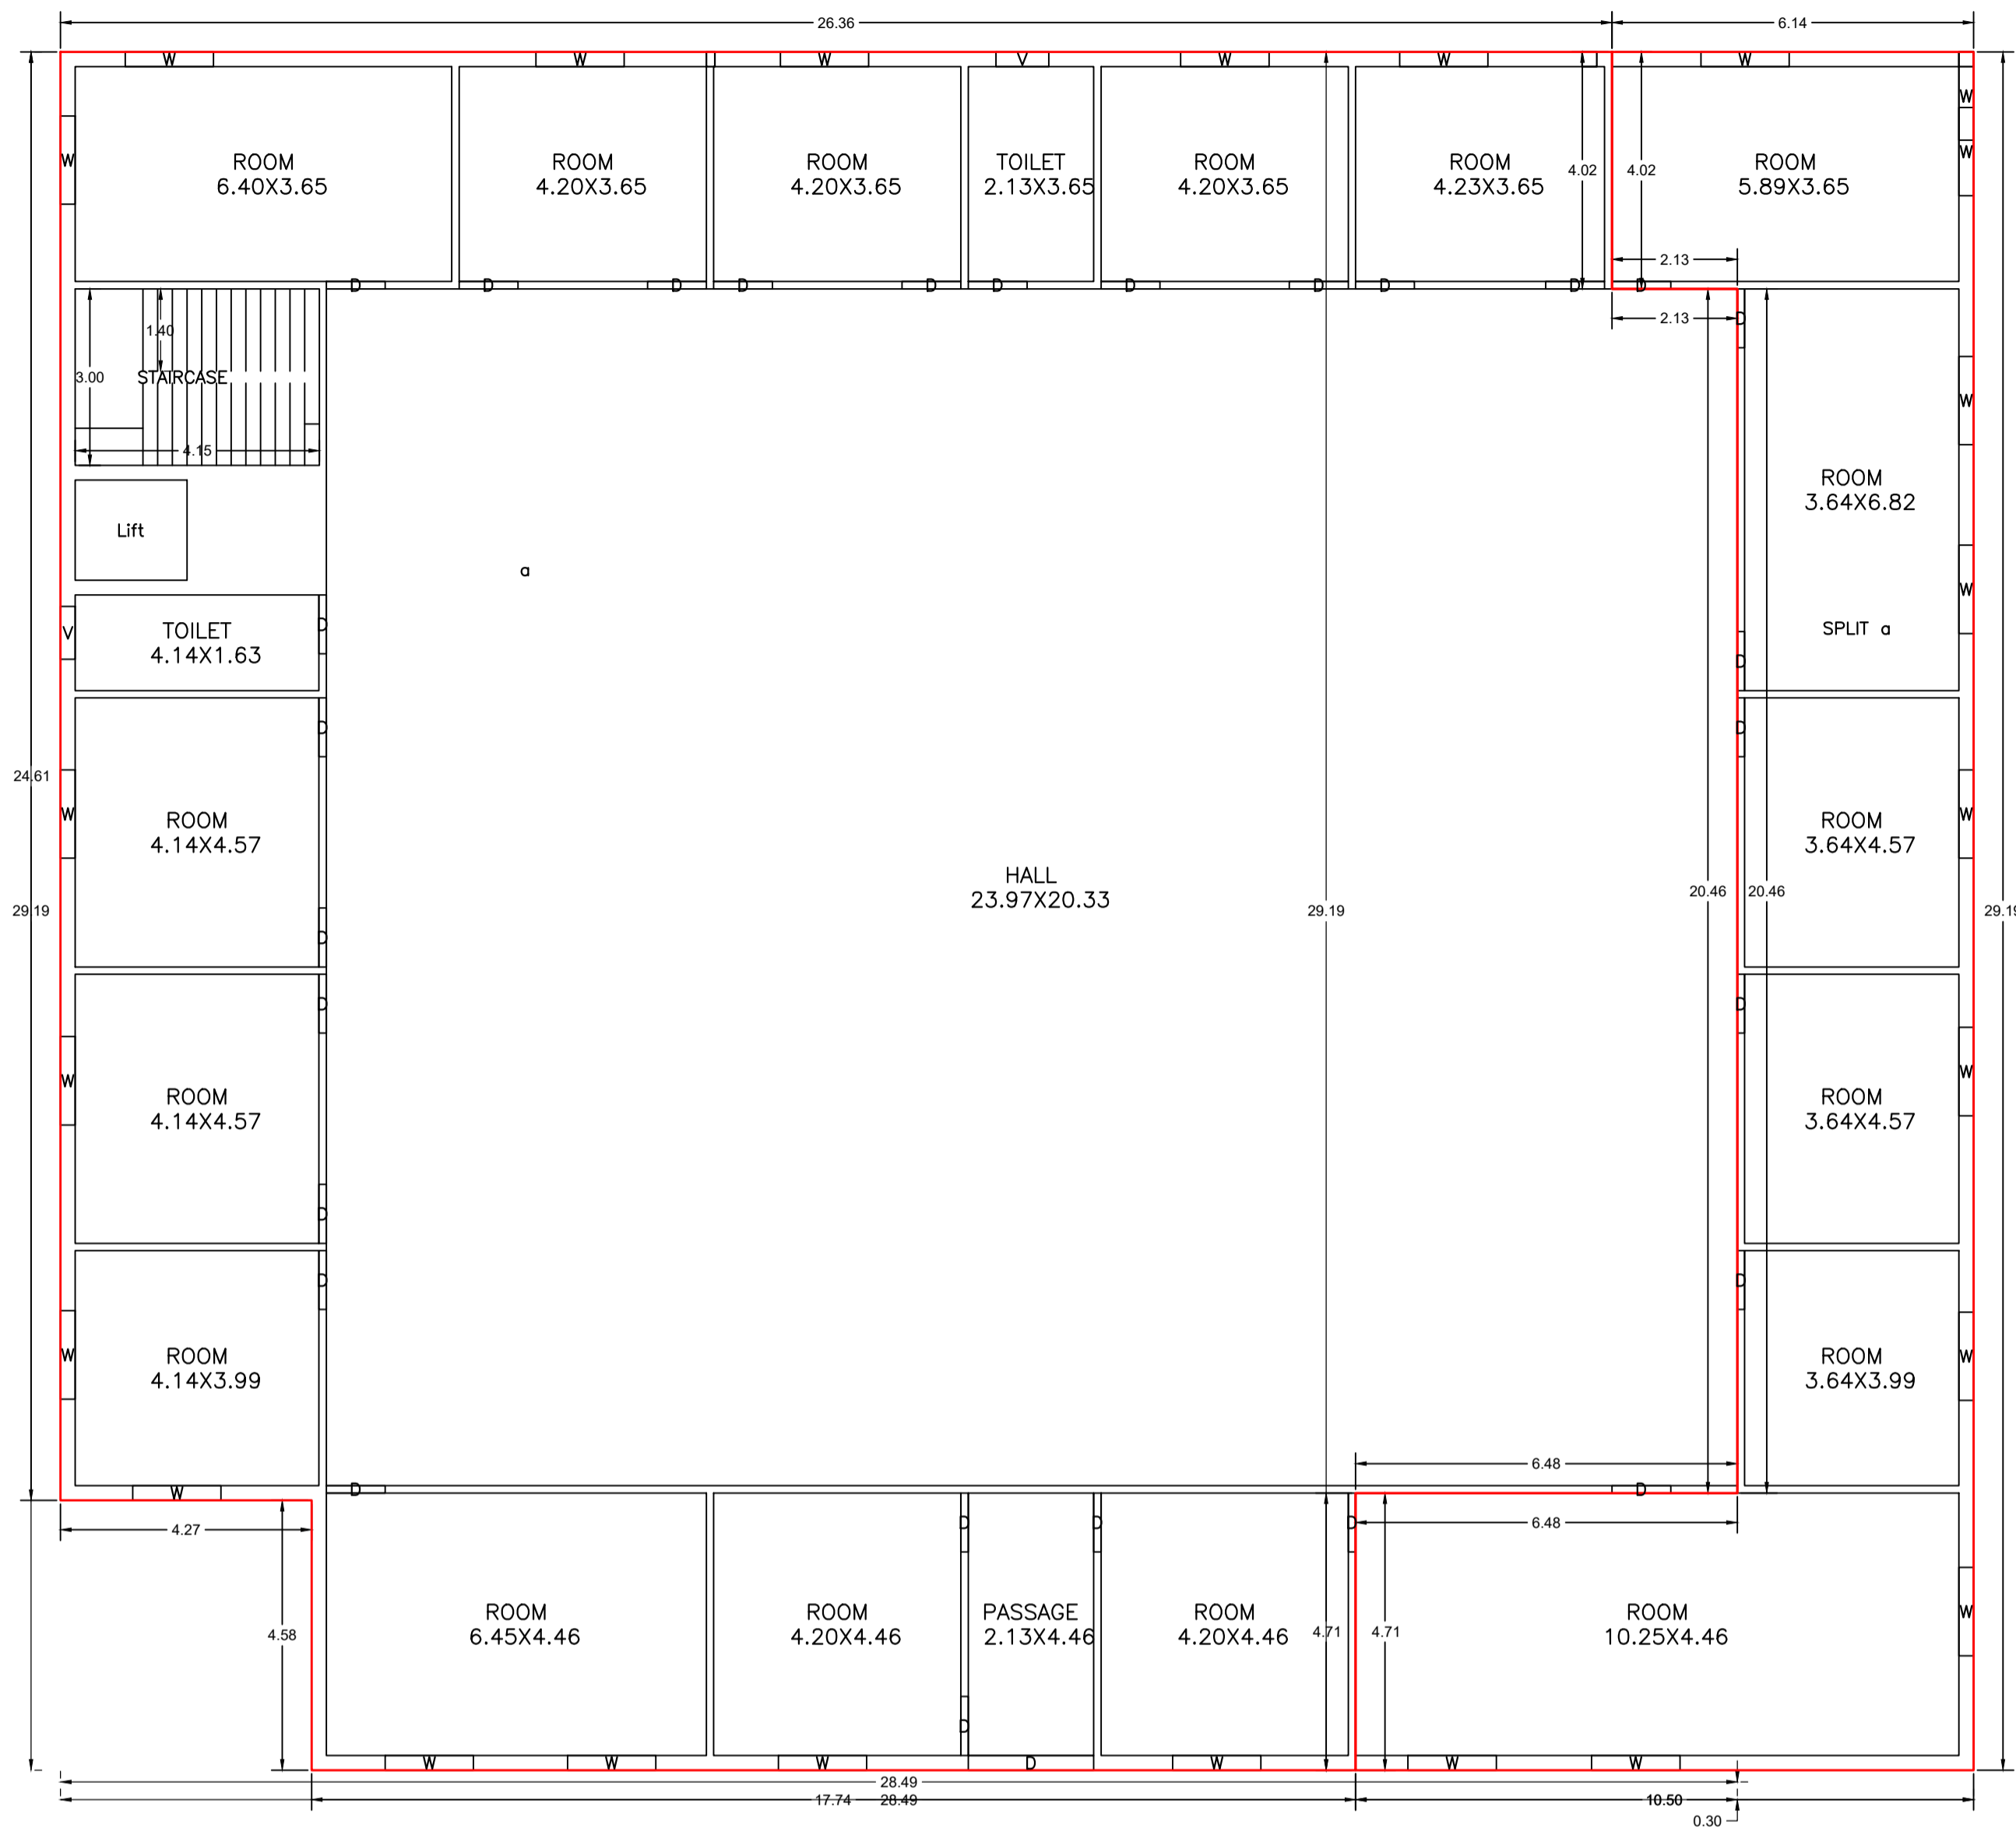 26.36
6.14
W
W
W
V
W
W
W
W
W
W
ROOM
6.40X3.65
ROOM
4.20X3.65
ROOM
4.20X3.65
TOILET
2.13X3.65
ROOM
4.20X3.65
ROOM
4.23X3.65
4.02
4.02
ROOM
5.89X3.65
2.13
D
D
D
D
D
D
D
D
D
D
D
2.13
D
1.40
3.00
STAIRCASE
4.15
W
Lift
a
ROOM
3.64X6.82
W
SPLIT a
V
TOILET
4.14X1.63
D
D
D
D
W
ROOM
4.14X4.57
ROOM
3.64X4.57
W
24.61
29.19
HALL
23.97X20.33
29.19
20.46
20.46
29.19
D
D
D
W
ROOM
4.14X4.57
ROOM
3.64X4.57
W
D
D
D
W
ROOM
4.14X3.99
ROOM
3.64X3.99
W
6.48
W
D
D
4.27
6.48
D
D
D
4.58
ROOM
6.45X4.46
ROOM
4.20X4.46
PASSAGE
2.13X4.46
ROOM
4.20X4.46
4.71
4.71
ROOM
10.25X4.46
W
D
W
W
W
D
W
W
W
28.49
17.74
28.49
10.50
0.30